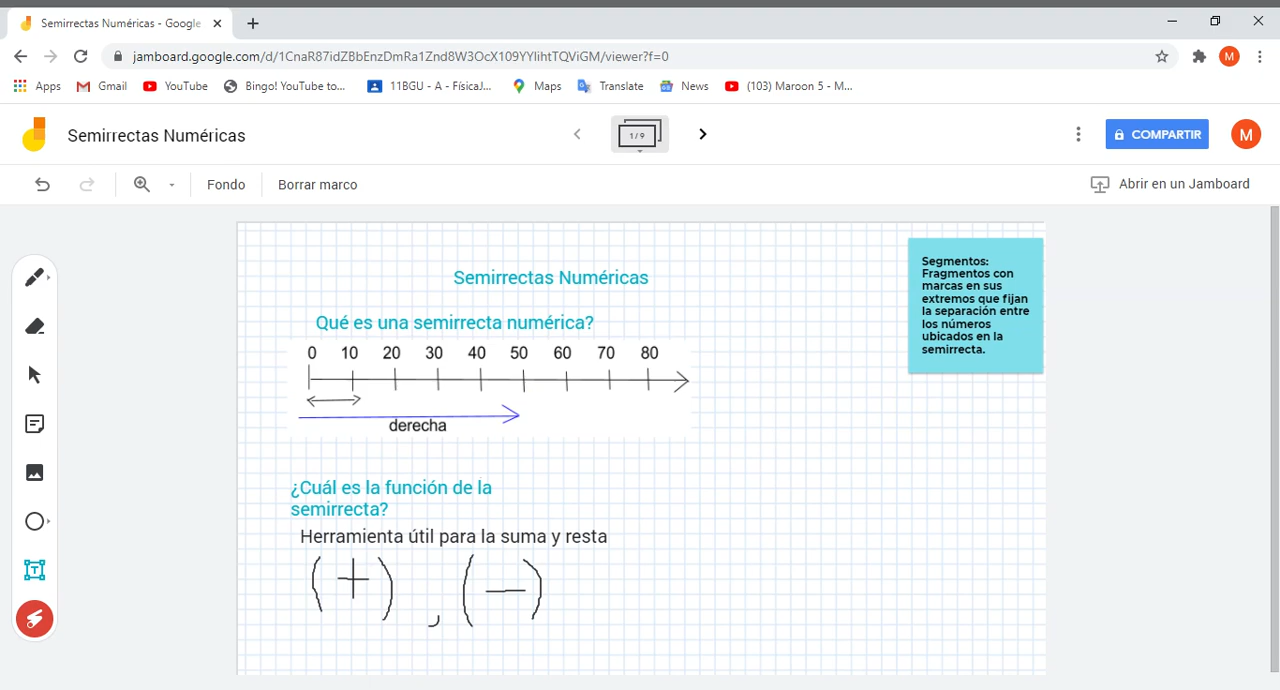 Semirrectas Numéricas - Google
jamboard.google.com/d/1CnaR87idZBbEnzDmRa1Znd8W3OcX109YYlihtTQViGM/viewer?f=0
M
Apps
Gmail
YouTube
Bingo! YouTube to...
11BGU - A - FísicaJ...
Maps
Translate
News
(103) Maroon 5 - M...
Semirrectas Numéricas
1 / 9
COMPARTIR
M
Fondo
Borrar marco
Abrir en un Jamboard
Semirrectas Numéricas
Qué es una semirrecta numérica?
0 10 20 30 40 50 60 70 80
derecha
¿Cuál es la función de la
semirrecta?
Herramienta útil para la suma y resta
(+) , (—)
Segmentos:
Fragmentos con
marcas en sus
extremos que fijan
la separación entre
los números
ubicados en la
semirrecta.